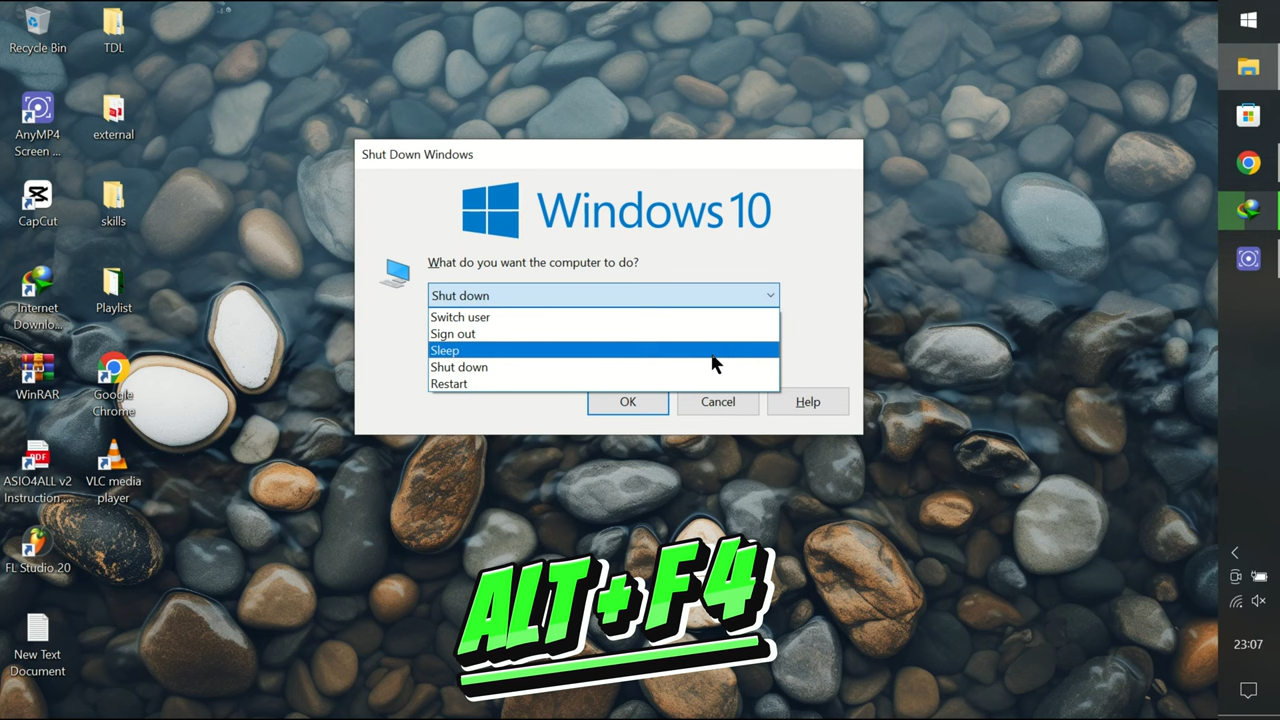 Recycle Bin
TDL
AnyMP4
Screen ...
external
CapCut
skills
Internet
Downlo...
Playlist
WinRAR
Google
Chrome
PDF
ASIO4ALL v2
Instruction ...
VLC media
player
FL Studio 20
New Text
Document
Shut Down Windows
Windows 10
What do you want the computer to do?
Shut down
Switch user
Sign out
Sleep
Shut down
Restart
OK
Cancel
Help
ALT+F4
23:07